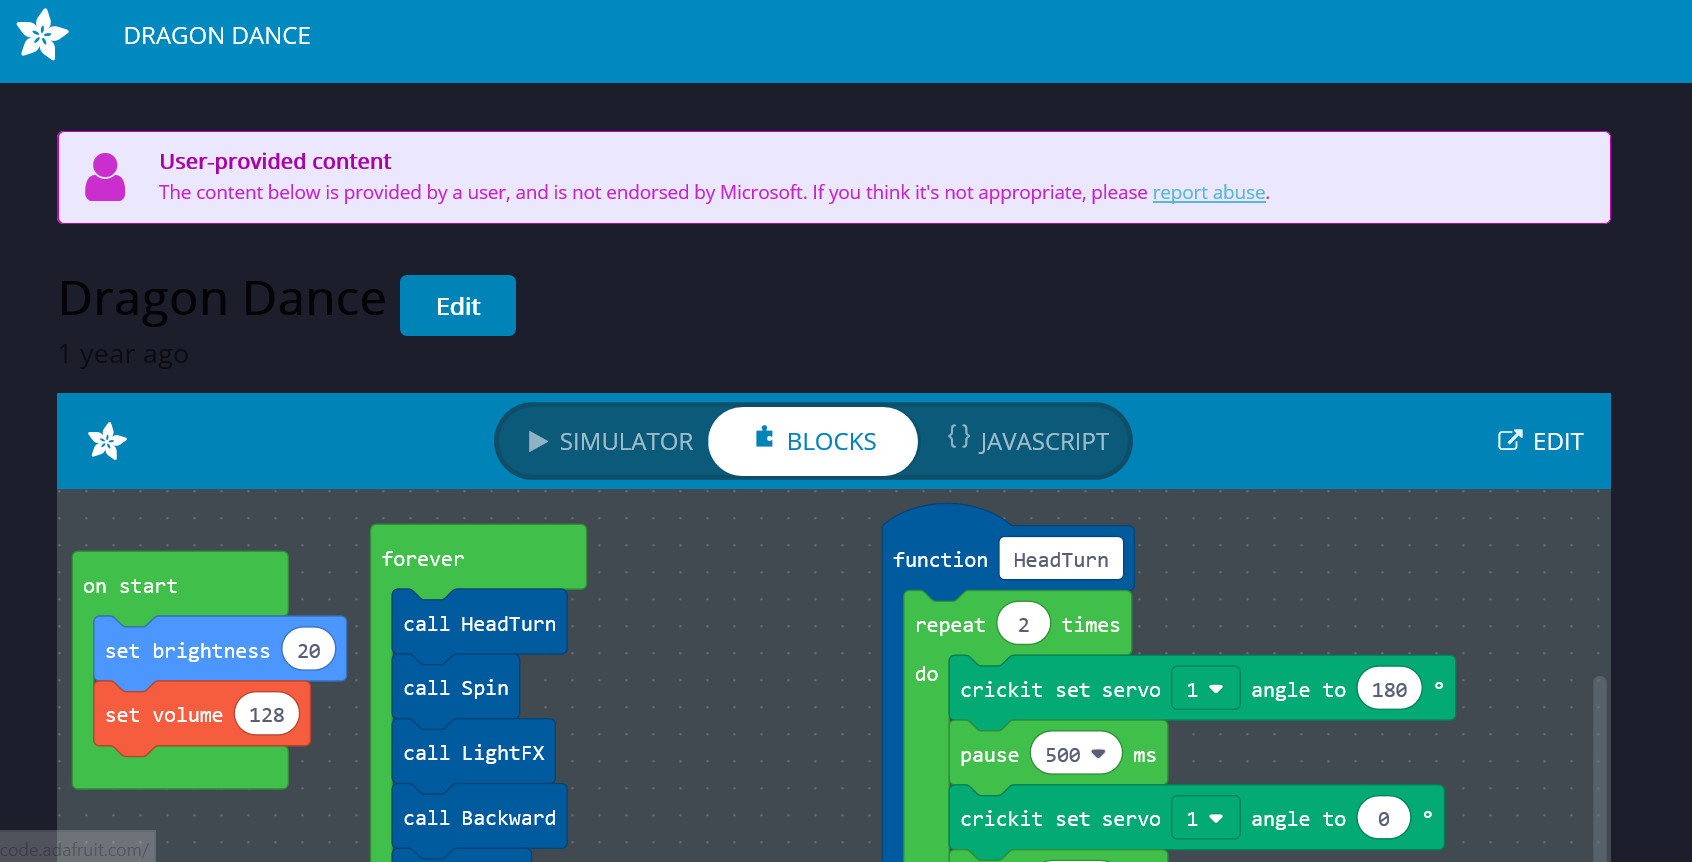 DRAGON DANCE
User-provided content
The content below is provided by a user, and is not endorsed by Microsoft. If you think it's not appropriate, please report abuse.
Dragon Dance
Edit
1 year ago
SIMULATOR
BLOCKS
{} JAVASCRIPT
EDIT
on start
set brightness 20
set volume 128
forever
call HeadTurn
call Spin
call LightFX
call Backward
function HeadTurn
repeat 2 times
do
crickit set servo 1 angle to 180 °
pause 500 ms
crickit set servo 1 angle to 0 °
code.adafruit.com/